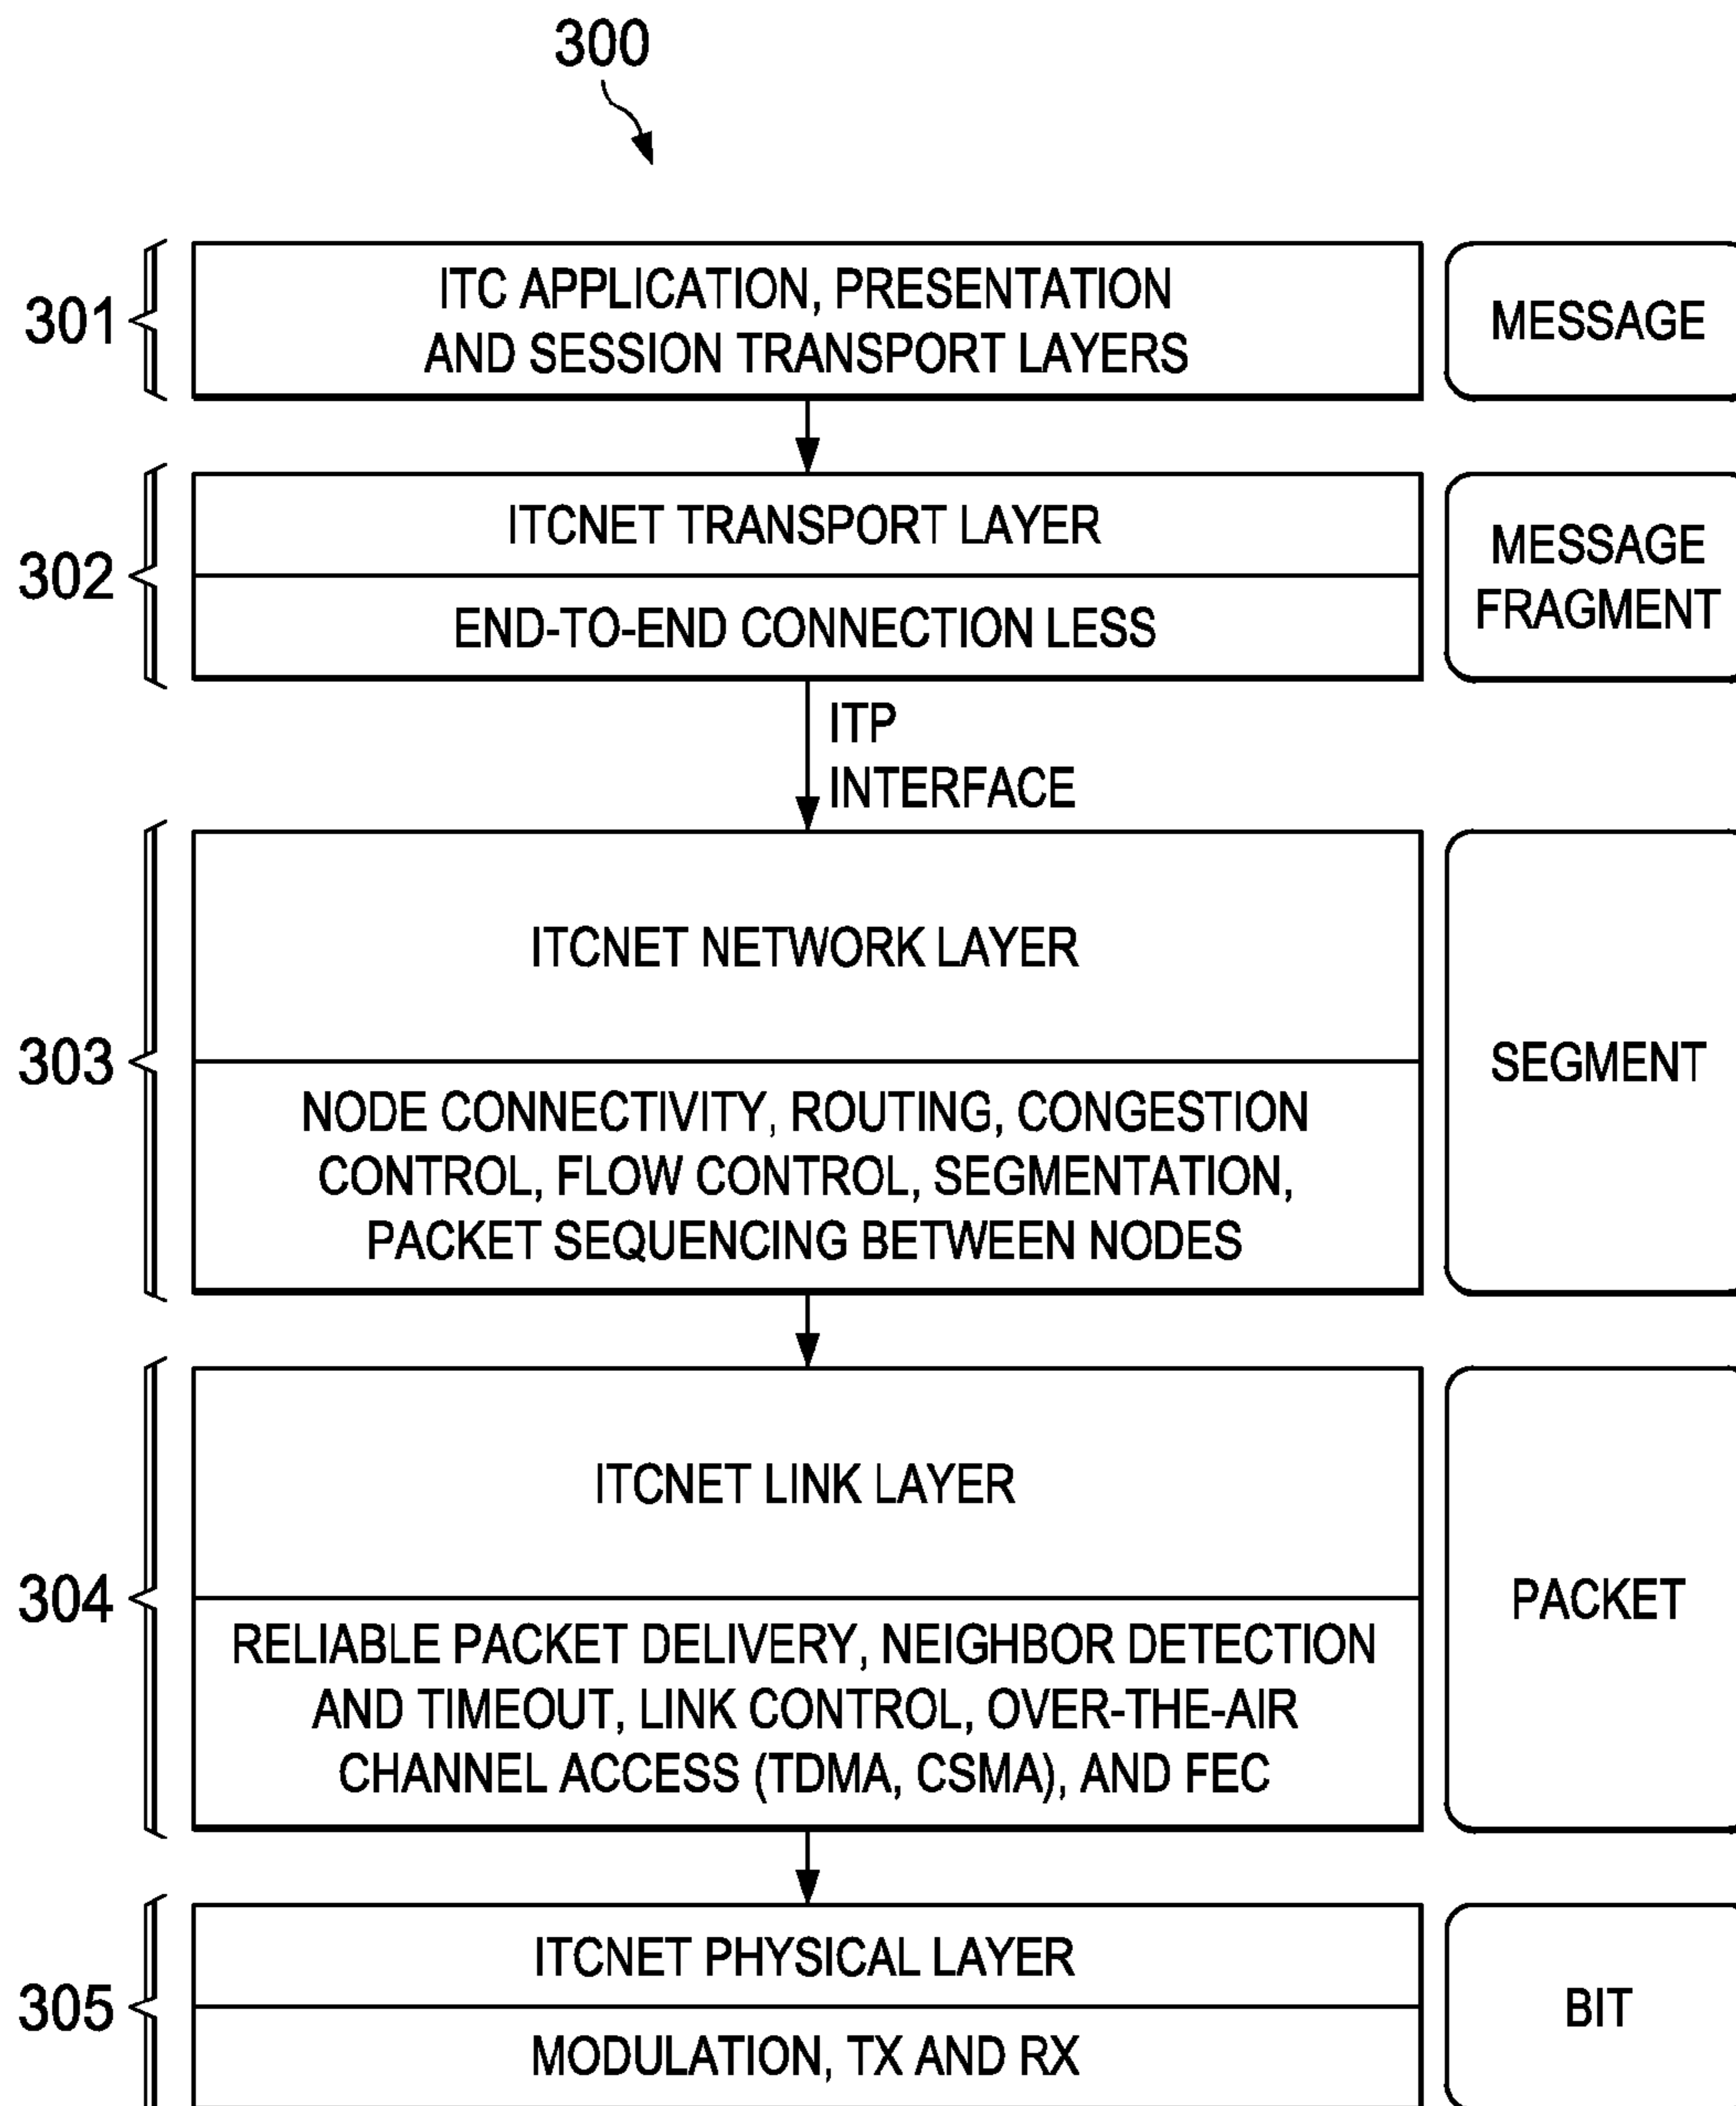 300
301
ITC APPLICATION, PRESENTATION
AND SESSION TRANSPORT LAYERS
MESSAGE
302
ITCNET TRANSPORT LAYER
END-TO-END CONNECTION LESS
MESSAGE
FRAGMENT
ITP
INTERFACE
303
ITCNET NETWORK LAYER
NODE CONNECTIVITY, ROUTING, CONGESTION
CONTROL, FLOW CONTROL, SEGMENTATION,
PACKET SEQUENCING BETWEEN NODES
SEGMENT
304
ITCNET LINK LAYER
RELIABLE PACKET DELIVERY, NEIGHBOR DETECTION
AND TIMEOUT, LINK CONTROL, OVER-THE-AIR
CHANNEL ACCESS (TDMA, CSMA), AND FEC
PACKET
305
ITCNET PHYSICAL LAYER
MODULATION, TX AND RX
BIT